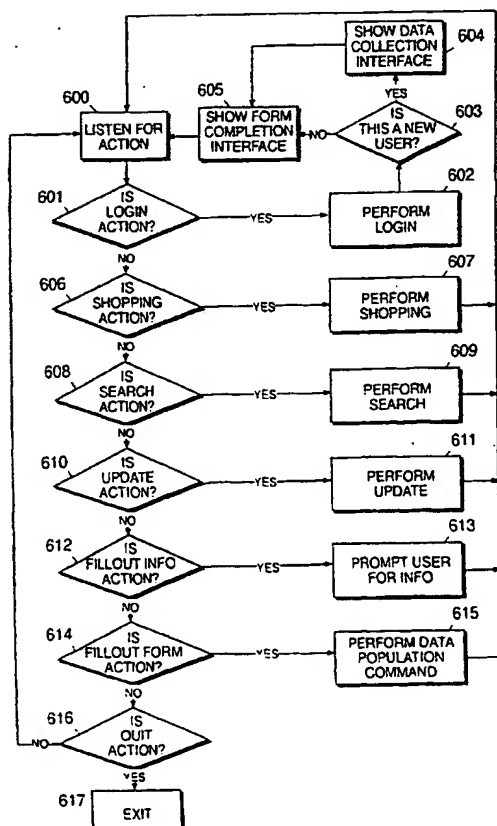 SHOW DATA
COLLECTION
INTERFACE
604
YES
600
LISTEN FOR
ACTION
605
SHOW FORM
COMPLETION
INTERFACE
NO
IS
THIS A NEW
USER?
603
601
IS
LOGIN
ACTION?
YES
602
PERFORM
LOGIN
NO
606
IS
SHOPPING
ACTION?
YES
607
PERFORM
SHOPPING
NO
608
IS
SEARCH
ACTION?
YES
609
PERFORM
SEARCH
NO
610
IS
UPDATE
ACTION?
YES
611
PERFORM
UPDATE
NO
612
IS
FILLOUT INFO
ACTION?
YES
613
PROMPT USER
FOR INFO
NO
614
IS
FILLOUT FORM
ACTION?
YES
615
PERFORM DATA
POPULATION
COMMAND
NO
616
IS
QUIT
ACTION?
NO
YES
617
EXIT